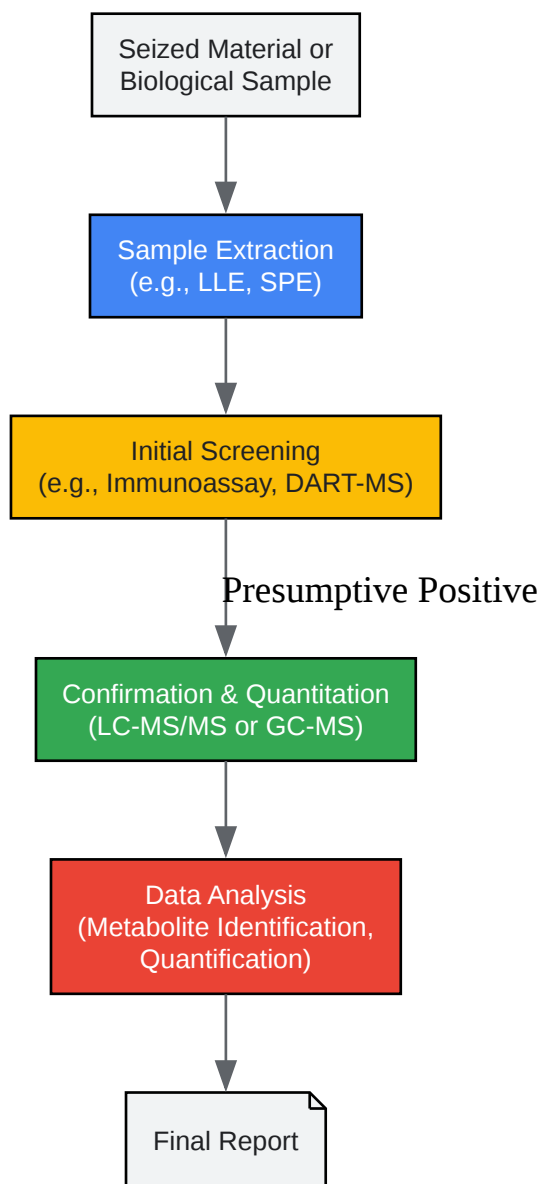 Seized Material or
Biological Sample
Sample Extraction
(e.g., LLE, SPE)
Initial Screening
(e.g., Immunoassay, DART-MS)
Presumptive Positive
Confirmation & Quantitation
(LC-MS/MS or GC-MS)
Data Analysis
(Metabolite Identification,
Quantification)
Final Report